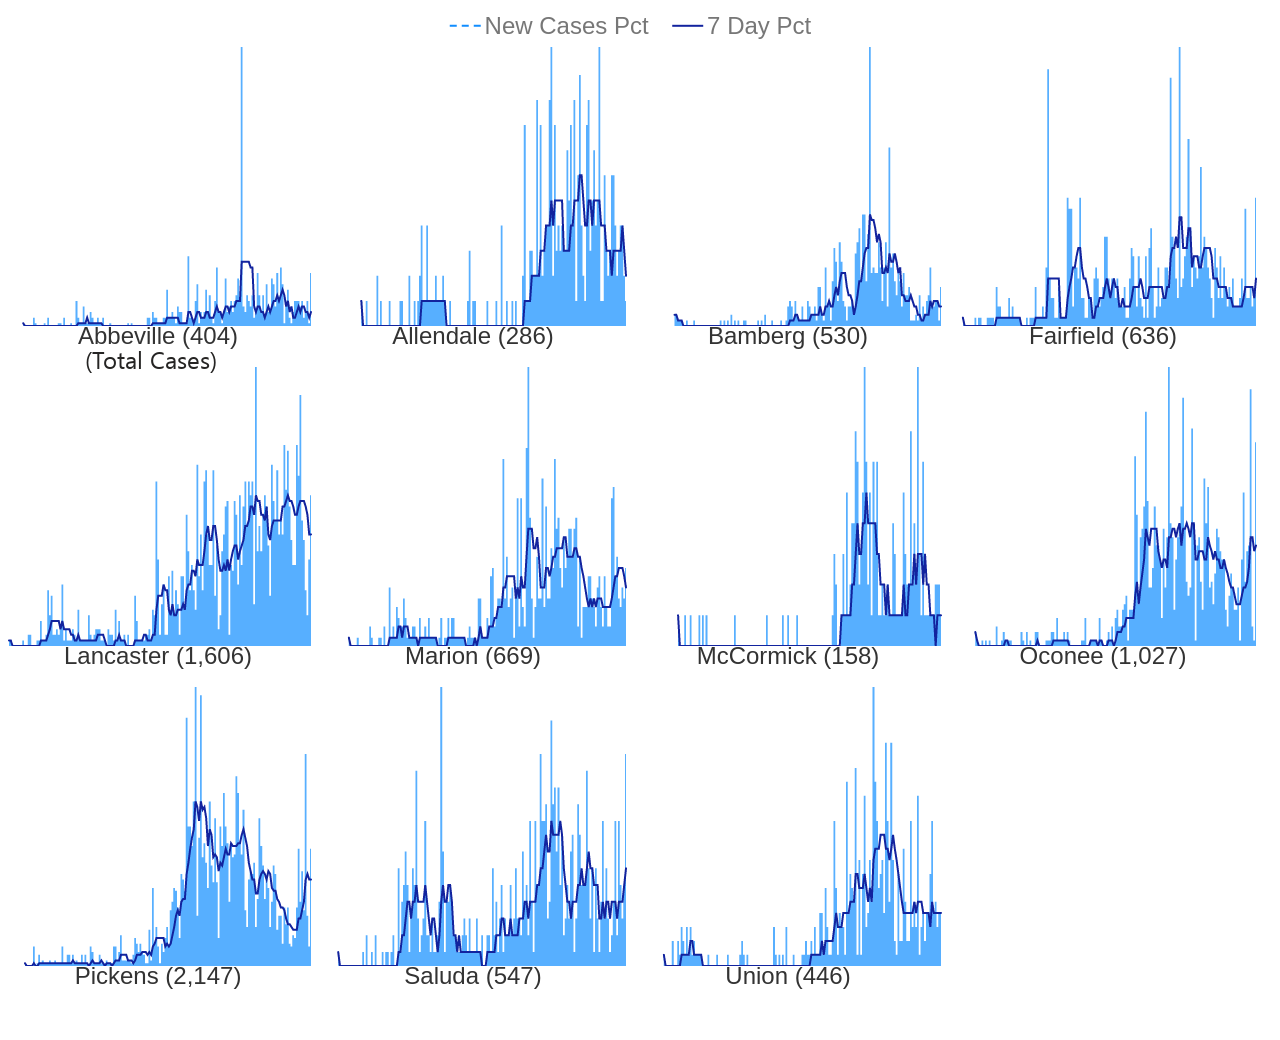 New Cases Pct 7 Day Pct
Abbeville (404) Allendale (286) Bamberg (530) Fairfield (636)
(Total Cases)
Lancaster (1,606) Marion (669) McCormick (158) Oconee (1,027)
Pickens (2,147) Saluda (547) Union (446)